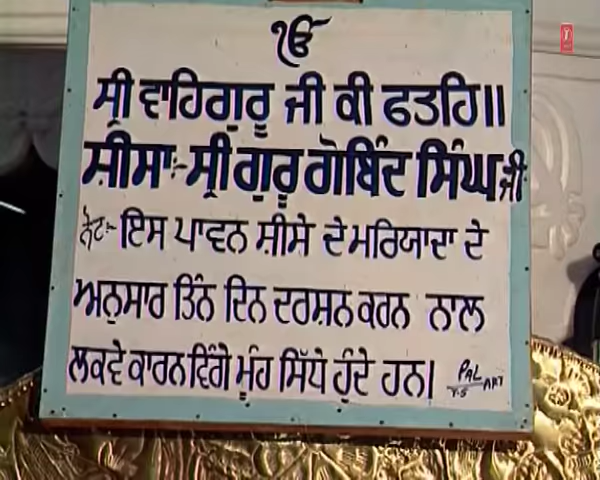 ੴ
ਸ੍ਰੀ ਵਾਹਿਗੁਰੂ ਜੀ ਕੀ ਫਤਹਿ॥
ਸ਼ੀਸਾ:- ਸ੍ਰੀ ਗੁਰੂ ਗੋਬਿੰਦ ਸਿੰਘ ਜੀ
ਨੋਟ:- ਇਸ ਪਾਵਨ ਸ਼ੀਸੇ ਦੇ ਮਰਿਯਾਦਾ ਦੇ
ਅਨੁਸਾਰ ਤਿੰਨ ਦਿਨ ਦਰਸ਼ਨ ਕਰਨ ਨਾਲ
ਲਕਵੇ ਕਾਰਨ ਵਿੰਗੇ ਮੂੰਹ ਸਿੱਧੇ ਹੁੰਦੇ ਹਨ।
PAL ART
T-S